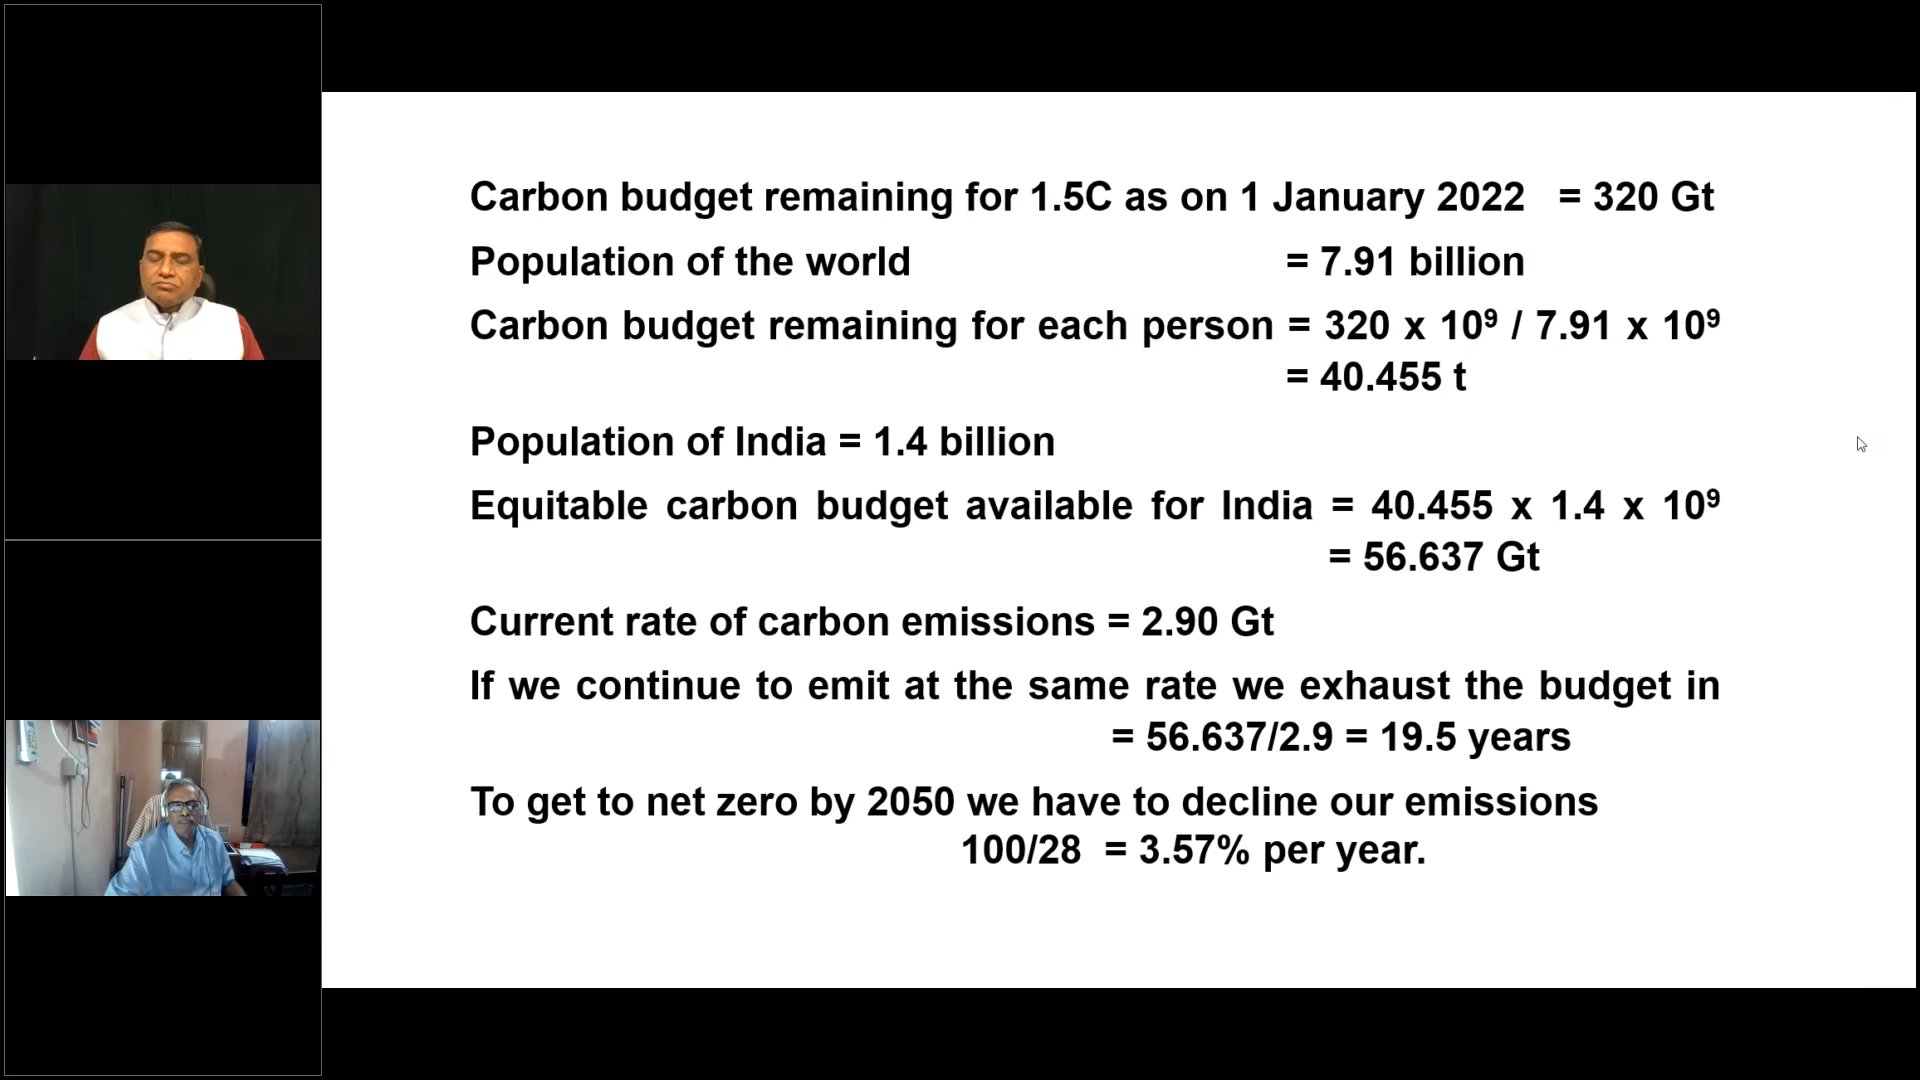 Carbon budget remaining for 1.5C as on 1 January 2022 = 320 Gt
Population of the world = 7.91 billion
Carbon budget remaining for each person = 320 x 10⁹ / 7.91 x 10⁹
= 40.455 t
Population of India = 1.4 billion
Equitable carbon budget available for India = 40.455 x 1.4 x 10⁹
= 56.637 Gt
Current rate of carbon emissions = 2.90 Gt
If we continue to emit at the same rate we exhaust the budget in
= 56.637/2.9 = 19.5 years
To get to net zero by 2050 we have to decline our emissions
100/28 = 3.57% per year.